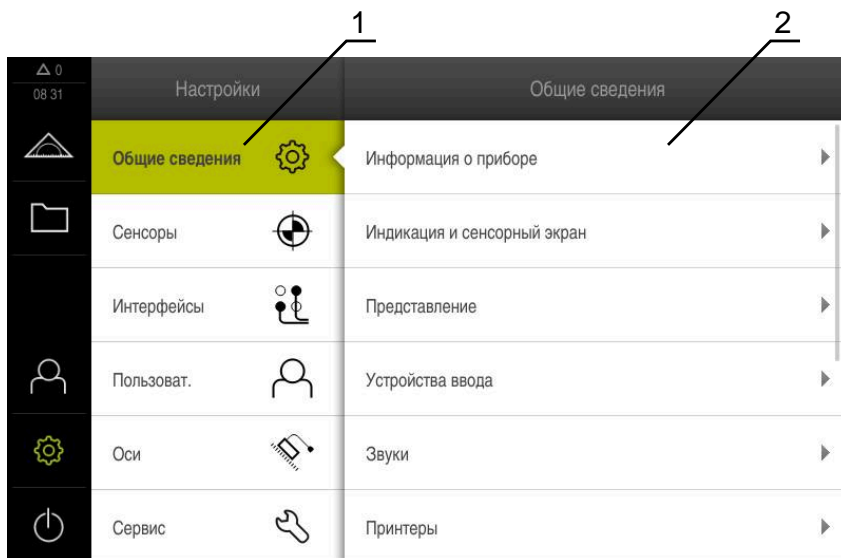 1
2
0
08 31
Настройки
Общие сведения
Общие сведения
Информация о приборе
Сенсоры
Индикация и сенсорный экран
Интерфейсы
Представление
Пользоват.
Устройства ввода
Оси
Звуки
Сервис
Принтеры